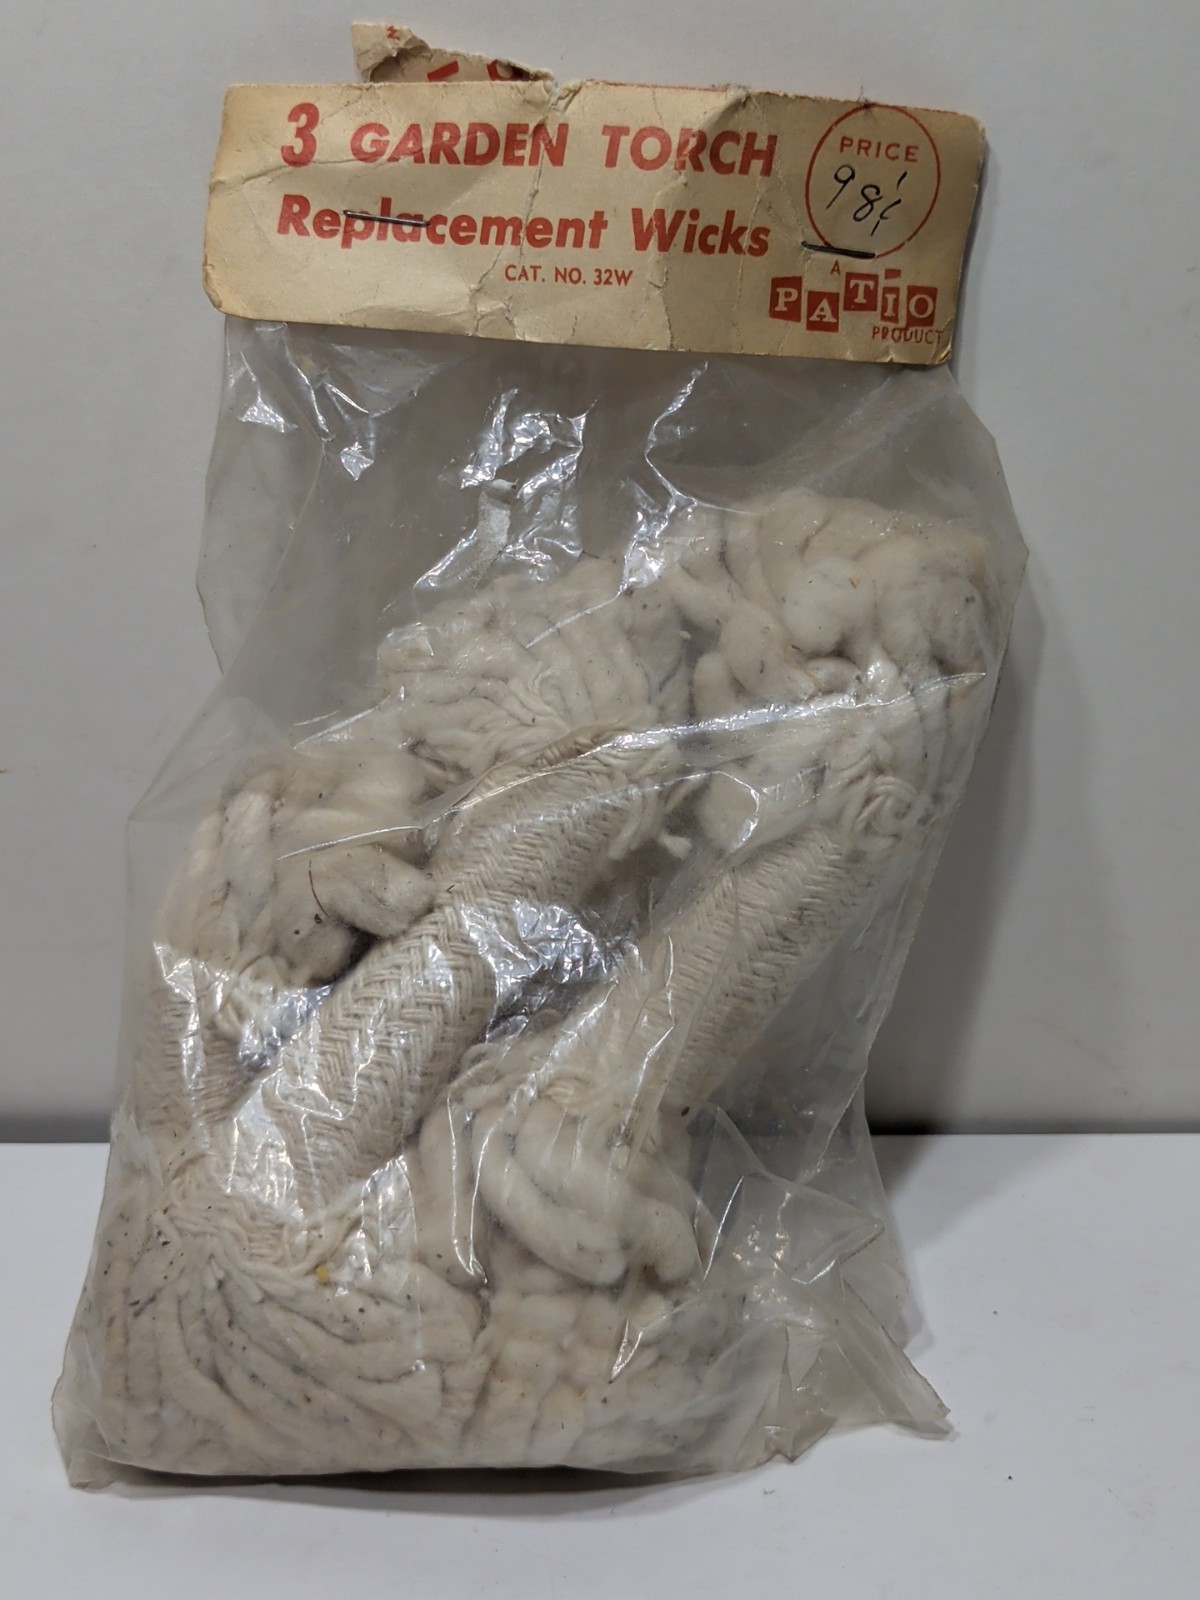 3 GARDEN TORCH
Replacement Wicks
CAT. NO. 32W
PRICE
98¢
A
PATIO
PRODUCT